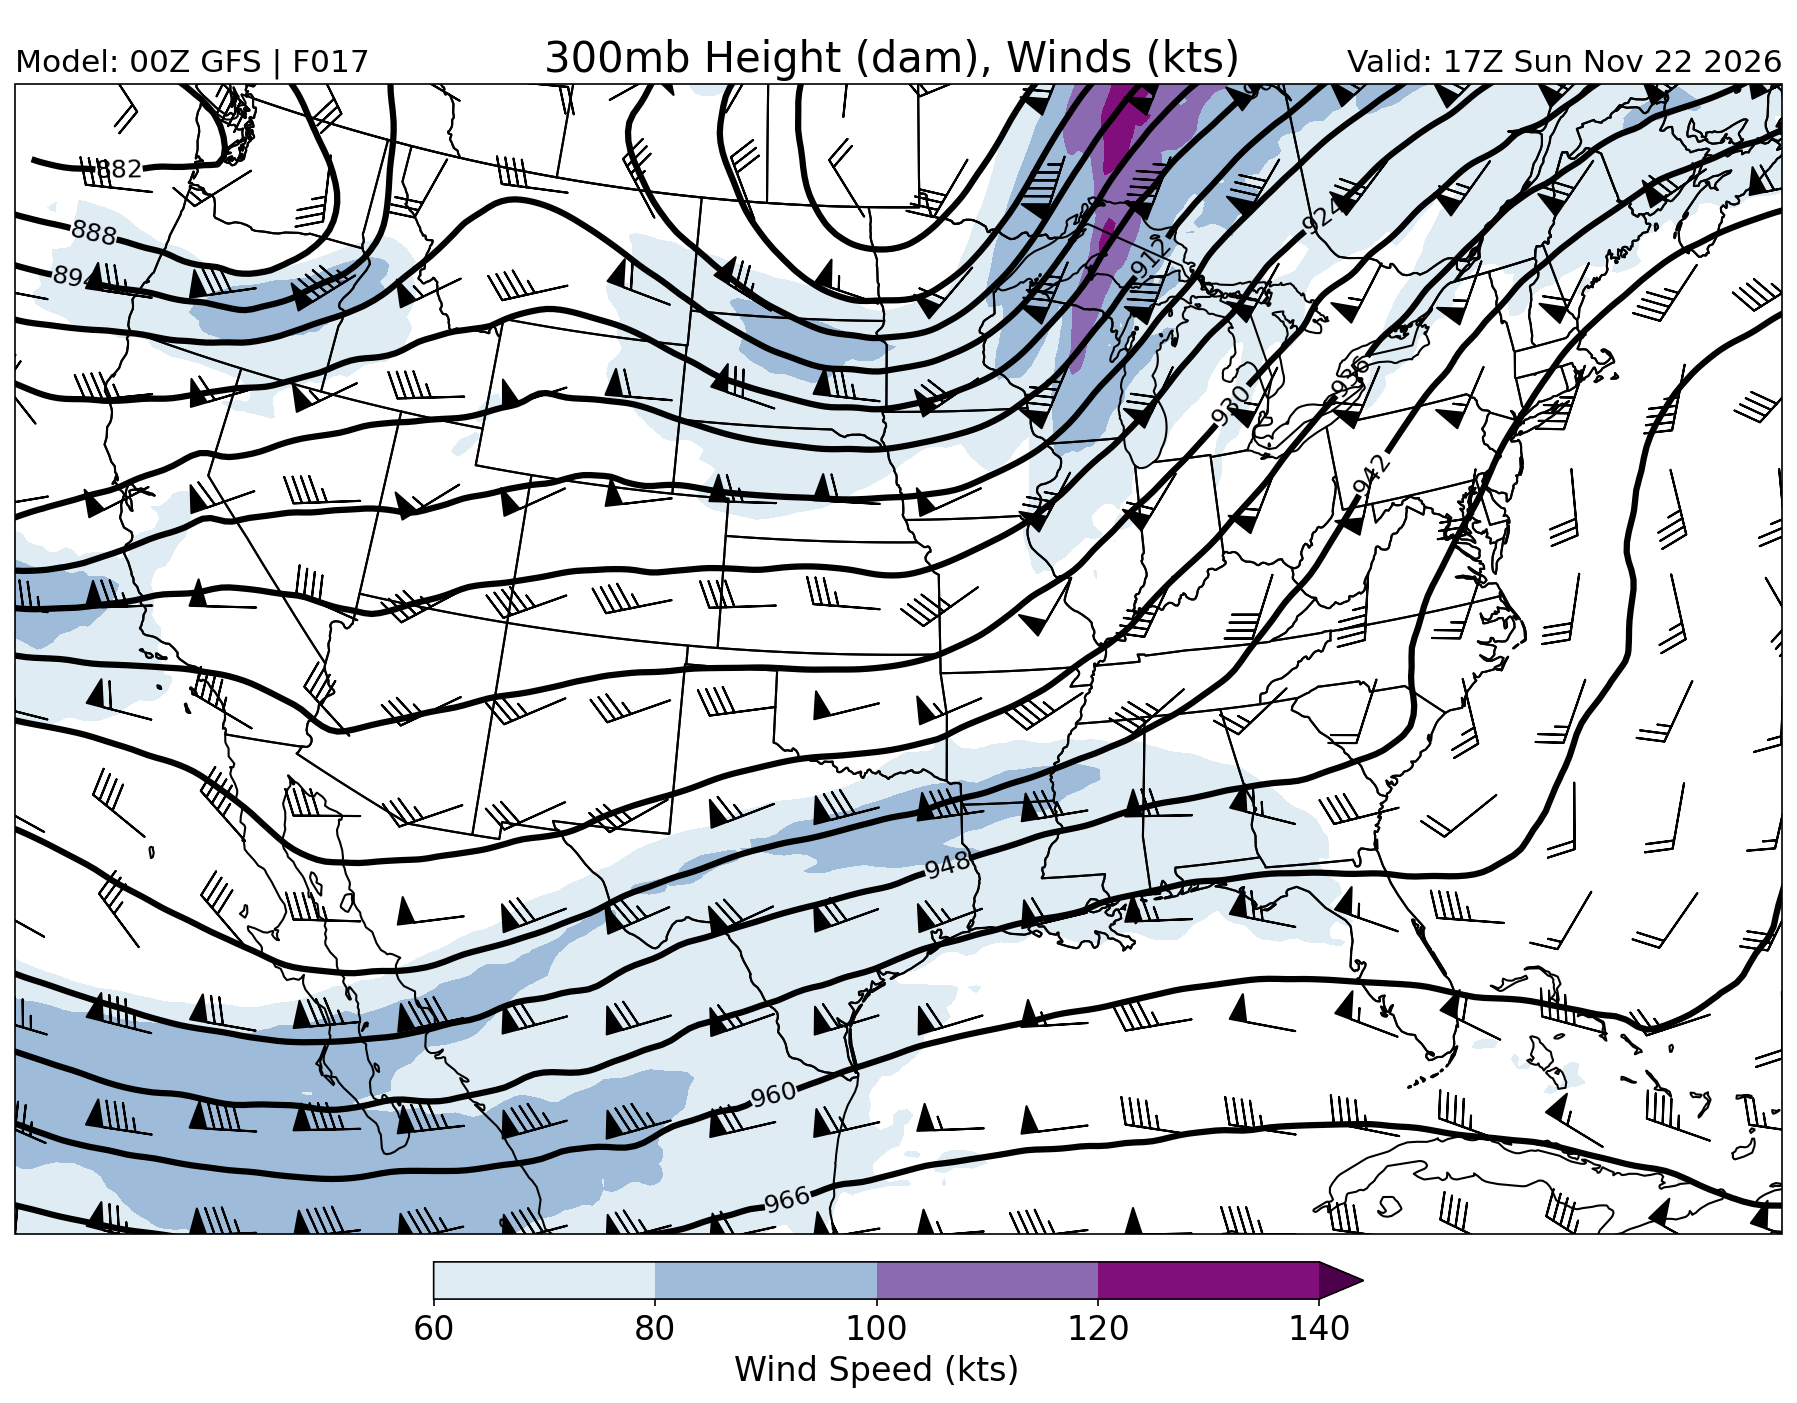 Model: 00Z GFS | F017
300mb Height (dam), Winds (kts)
Valid: 17Z Sun Nov 22 2026
882
888
924
912
936
930
942
948
960
966
60 80 100 120 140
Wind Speed (kts)